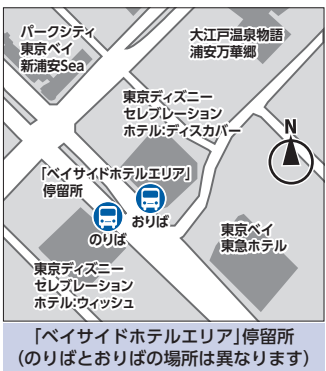 パークシティ
東京ベイ
新浦安Sea
大江戸温泉物語
浦安万華郷
東京ディズニー
セレブレーション
ホテル:ディスカバー
N
「ベイサイドホテルエリア」
停留所
おりば
のりば
東京ベイ
東急ホテル
東京ディズニー
セレブレーション
ホテル:ウィッシュ
「ベイサイドホテルエリア」停留所
(のりばとおりばの場所は異なります)